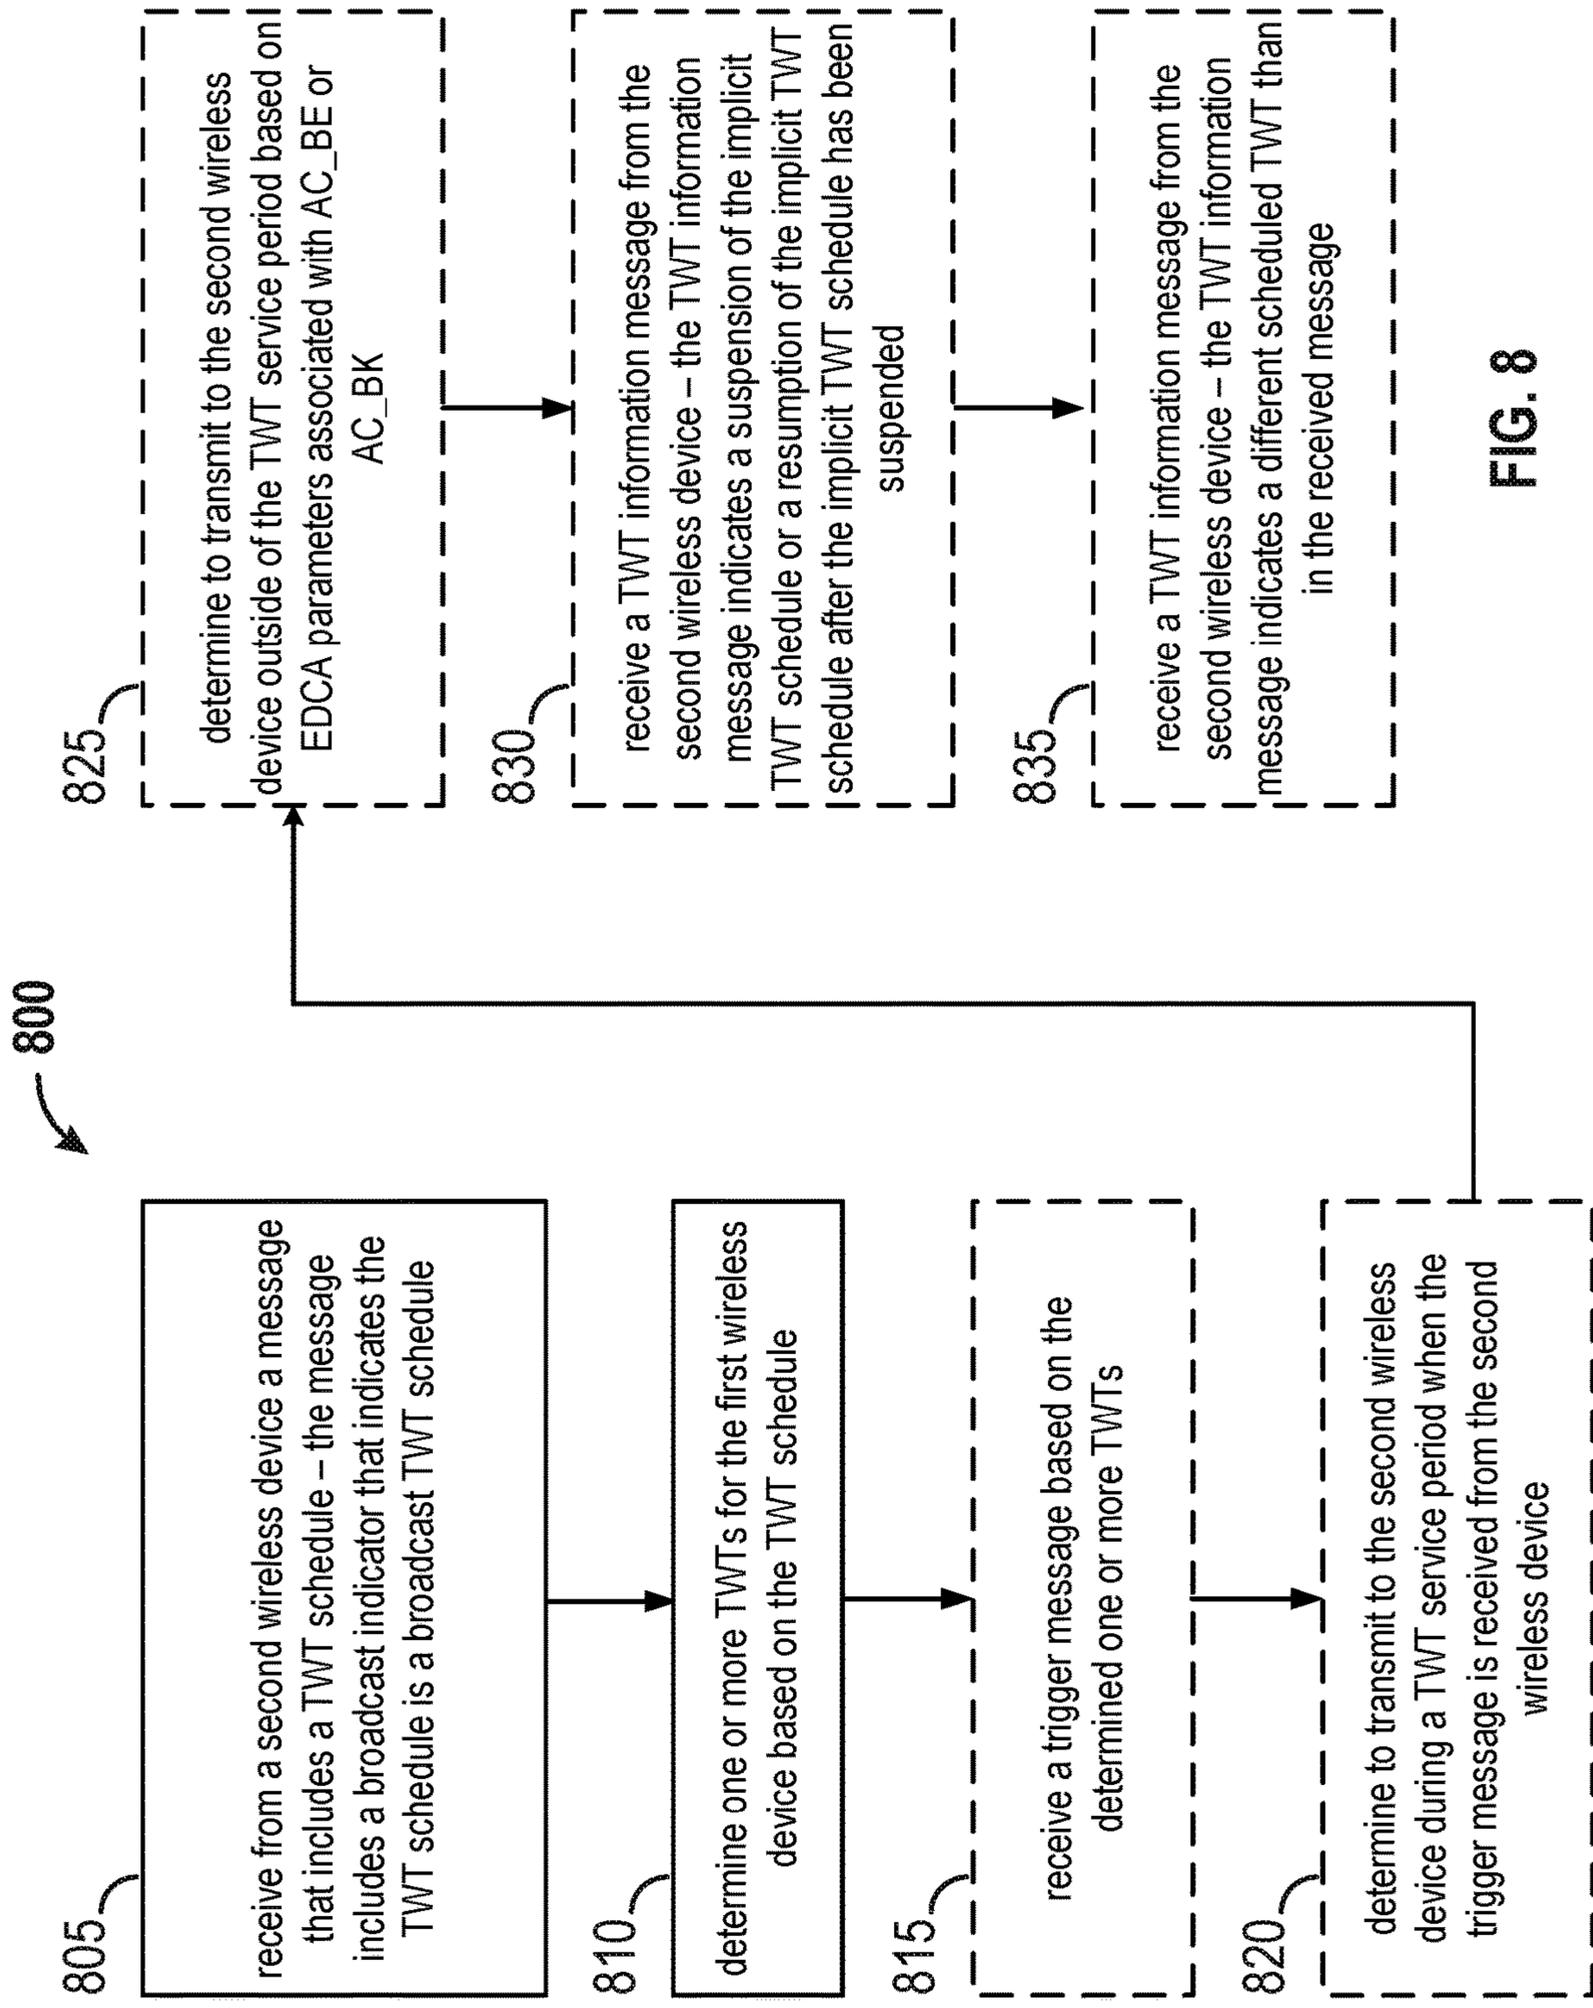 800
805
receive from a second wireless device a message
that includes a TWT schedule – the message
includes a broadcast indicator that indicates the
TWT schedule is a broadcast TWT schedule
810
determine one or more TWTs for the first wireless
device based on the TWT schedule
815
receive a trigger message based on the
determined one or more TWTs
820
determine to transmit to the second wireless
device during a TWT service period when the
trigger message is received from the second
wireless device
825
determine to transmit to the second wireless
device outside of the TWT service period based on
EDCA parameters associated with AC_BE or
AC_BK
830
receive a TWT information message from the
second wireless device – the TWT information
message indicates a suspension of the implicit
TWT schedule or a resumption of the implicit TWT
schedule after the implicit TWT schedule has been
suspended
835
receive a TWT information message from the
second wireless device – the TWT information
message indicates a different scheduled TWT than
in the received message
FIG. 8